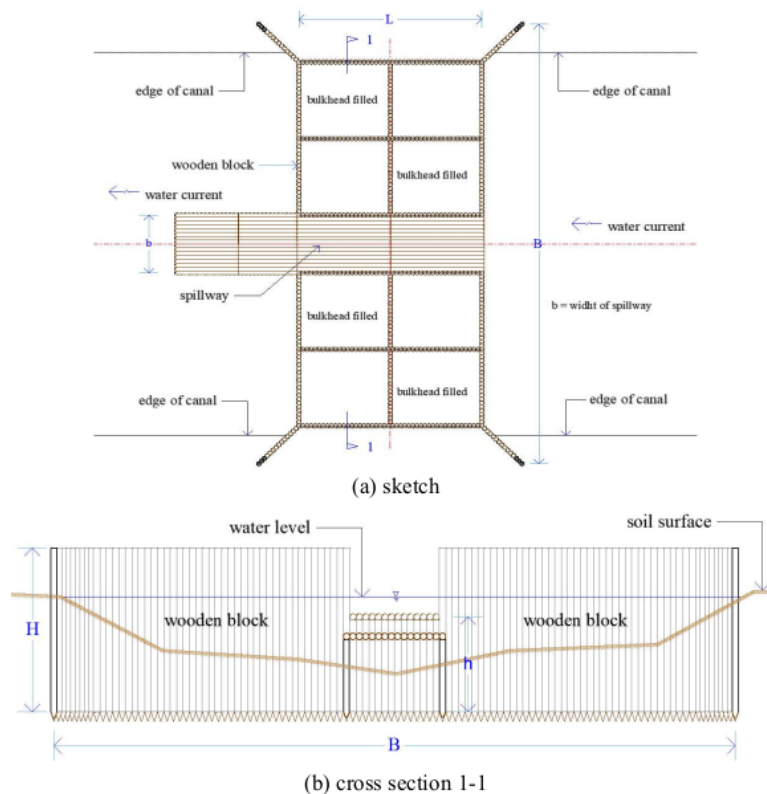 L
1
edge of canal
edge of canal
bulkhead filled
wooden block
bulkhead filled
water current
water current
b
B
spillway
b = widht of spillway
bulkhead filled
edge of canal
edge of canal
bulkhead filled
1
(a) sketch
water level
soil surface
wooden block
wooden block
H
h
B
(b) cross section 1-1